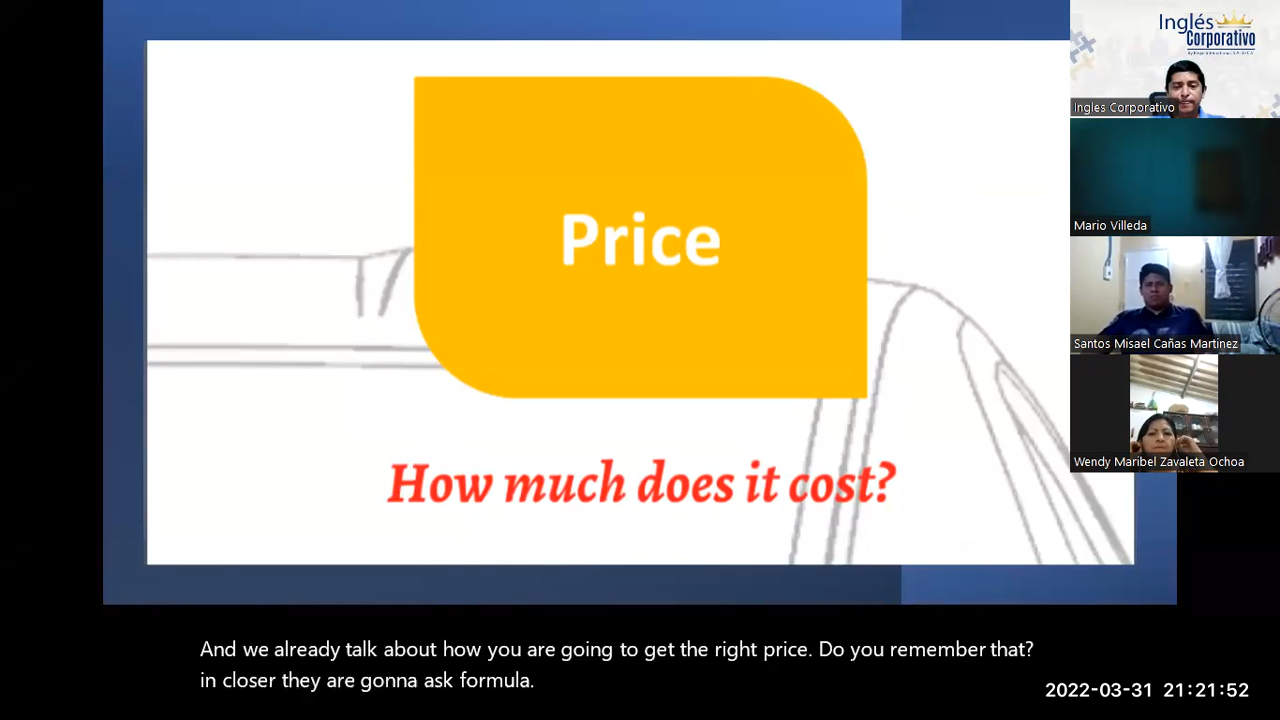 Inglés
Corporativo
Ingles Corporativo
Mario Villeda
Santos Misael Cañas Martinez
Wendy Maribel Zavaleta Ochoa
Price
How much does it cost?
And we already talk about how you are going to get the right price. Do you remember that?
in closer they are gonna ask formula.
2022-03-31 21:21:52